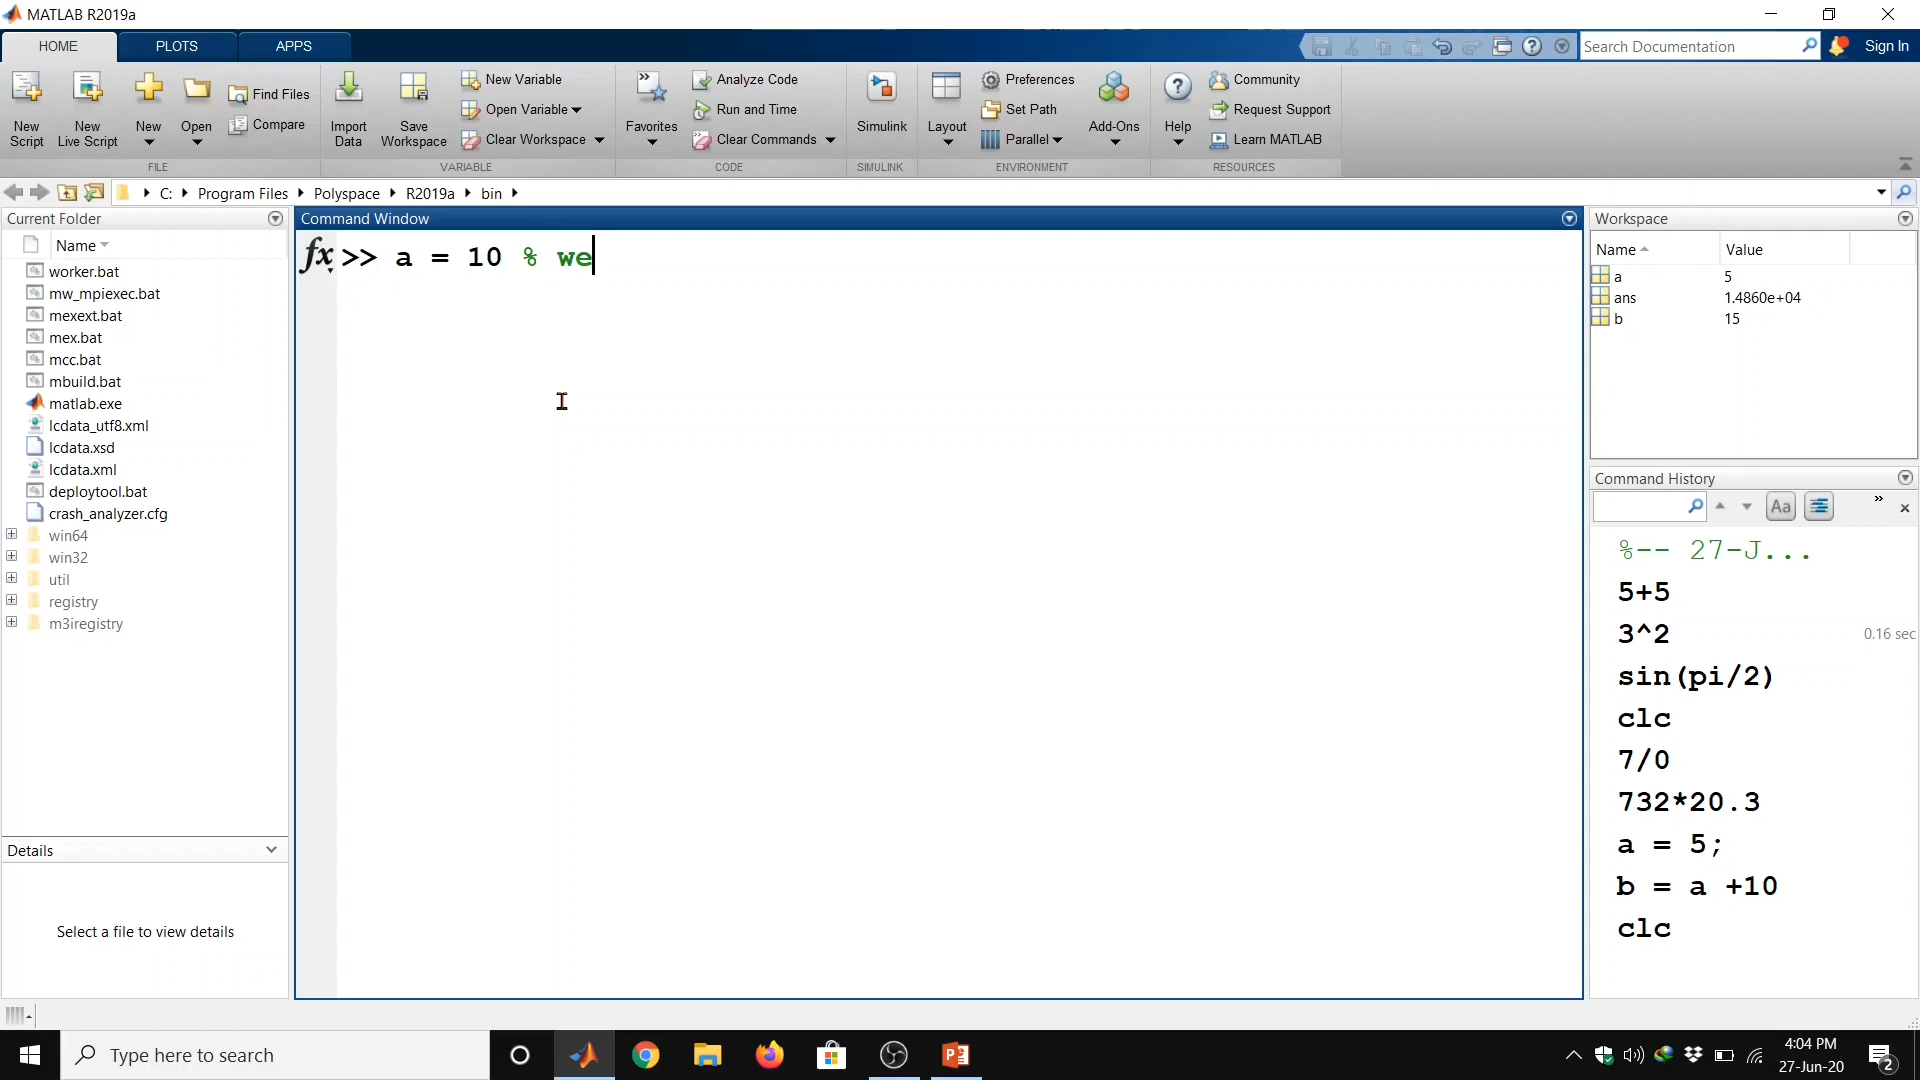 MATLAB R2019a
HOME PLOTS APPS
Search Documentation
Sign In
New Script
New Live Script
New
Open
Find Files
Compare
FILE
Import Data
Save Workspace
New Variable
Open Variable
Clear Workspace
VARIABLE
Favorites
Analyze Code
Run and Time
Clear Commands
CODE
Simulink
SIMULINK
Layout
Preferences
Set Path
Parallel
Add-Ons
ENVIRONMENT
Help
Community
Request Support
Learn MATLAB
RESOURCES
C: Program Files Polyspace R2019a bin
Current Folder
Name
worker.bat
mw_mpiexec.bat
mexext.bat
mex.bat
mcc.bat
mbuild.bat
matlab.exe
lcdata_utf8.xml
lcdata.xsd
lcdata.xml
deploytool.bat
crash_analyzer.cfg
win64
win32
util
registry
m3iregistry
Details
Select a file to view details
Command Window
fx >> a = 10 % we
Workspace
Name Value
a 5
ans 1.4860e+04
b 15
Command History
Aa
%-- 27-J...
5+5
3^2 0.16 sec
sin(pi/2)
clc
7/0
732*20.3
a = 5;
b = a +10
clc
Type here to search
4:04 PM
27-Jun-20
2